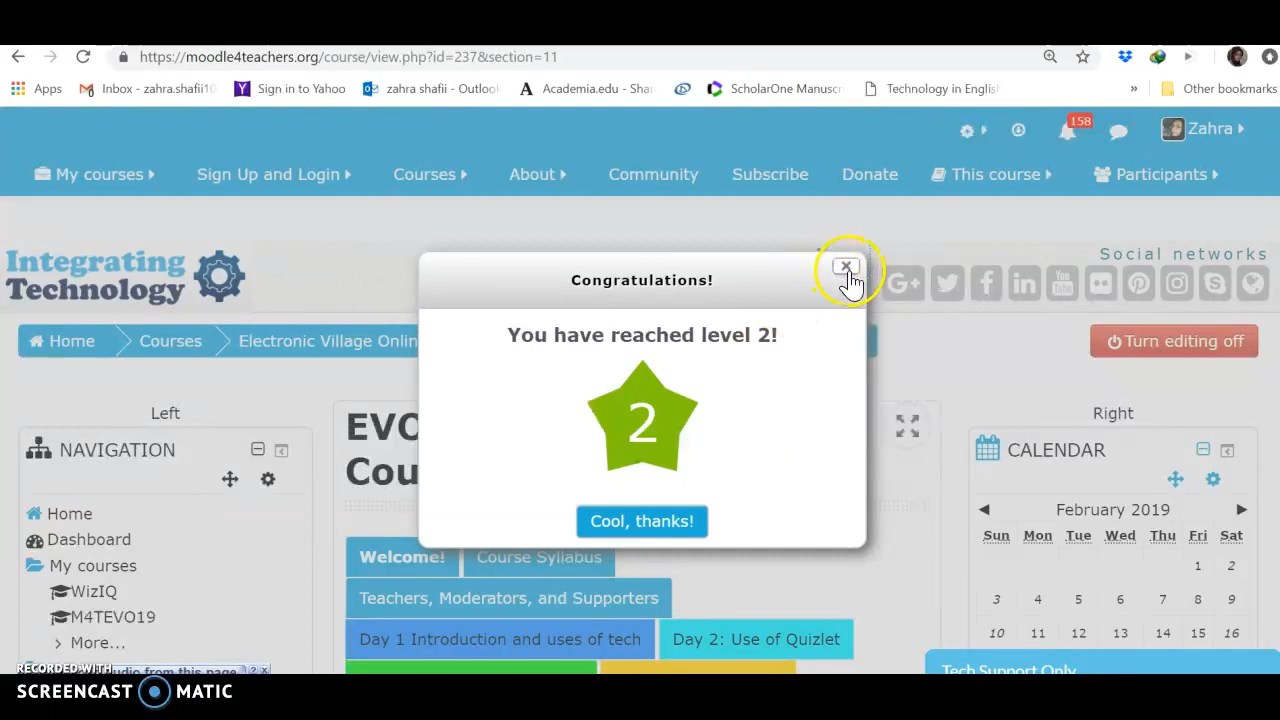 https://moodle4teachers.org/course/view.php?id=237&section=11
Apps
Inbox - zahra.shafii10
Sign in to Yahoo
zahra shafii - Outlook
Academia.edu - Shar
ScholarOne Manuscri
Technology in English
»
Other bookmarks
158
Zahra
My courses
Sign Up and Login
Courses
About
Community
Subscribe
Donate
This course
Participants
Integrating
Technology
Social networks
Home
Courses
Electronic Village Onlin
Turn editing off
Congratulations!
You have reached level 2!
2
Cool, thanks!
Left
Right
NAVIGATION
Home
Dashboard
My courses
WizIQ
M4TEVO19
More...
EVO
Cou
Welcome!
Course Syllabus
Teachers, Moderators, and Supporters
Day 1 Introduction and uses of tech
Day 2: Use of Quizlet
CALENDAR
February 2019
Sun Mon Tue Wed Thu Fri Sat
1 2
3 4 5 6 7 8 9
10 11 12 13 14 15 16
Tech Support Only
RECORDED WITH
udio from this page
SCREENCAST MATIC